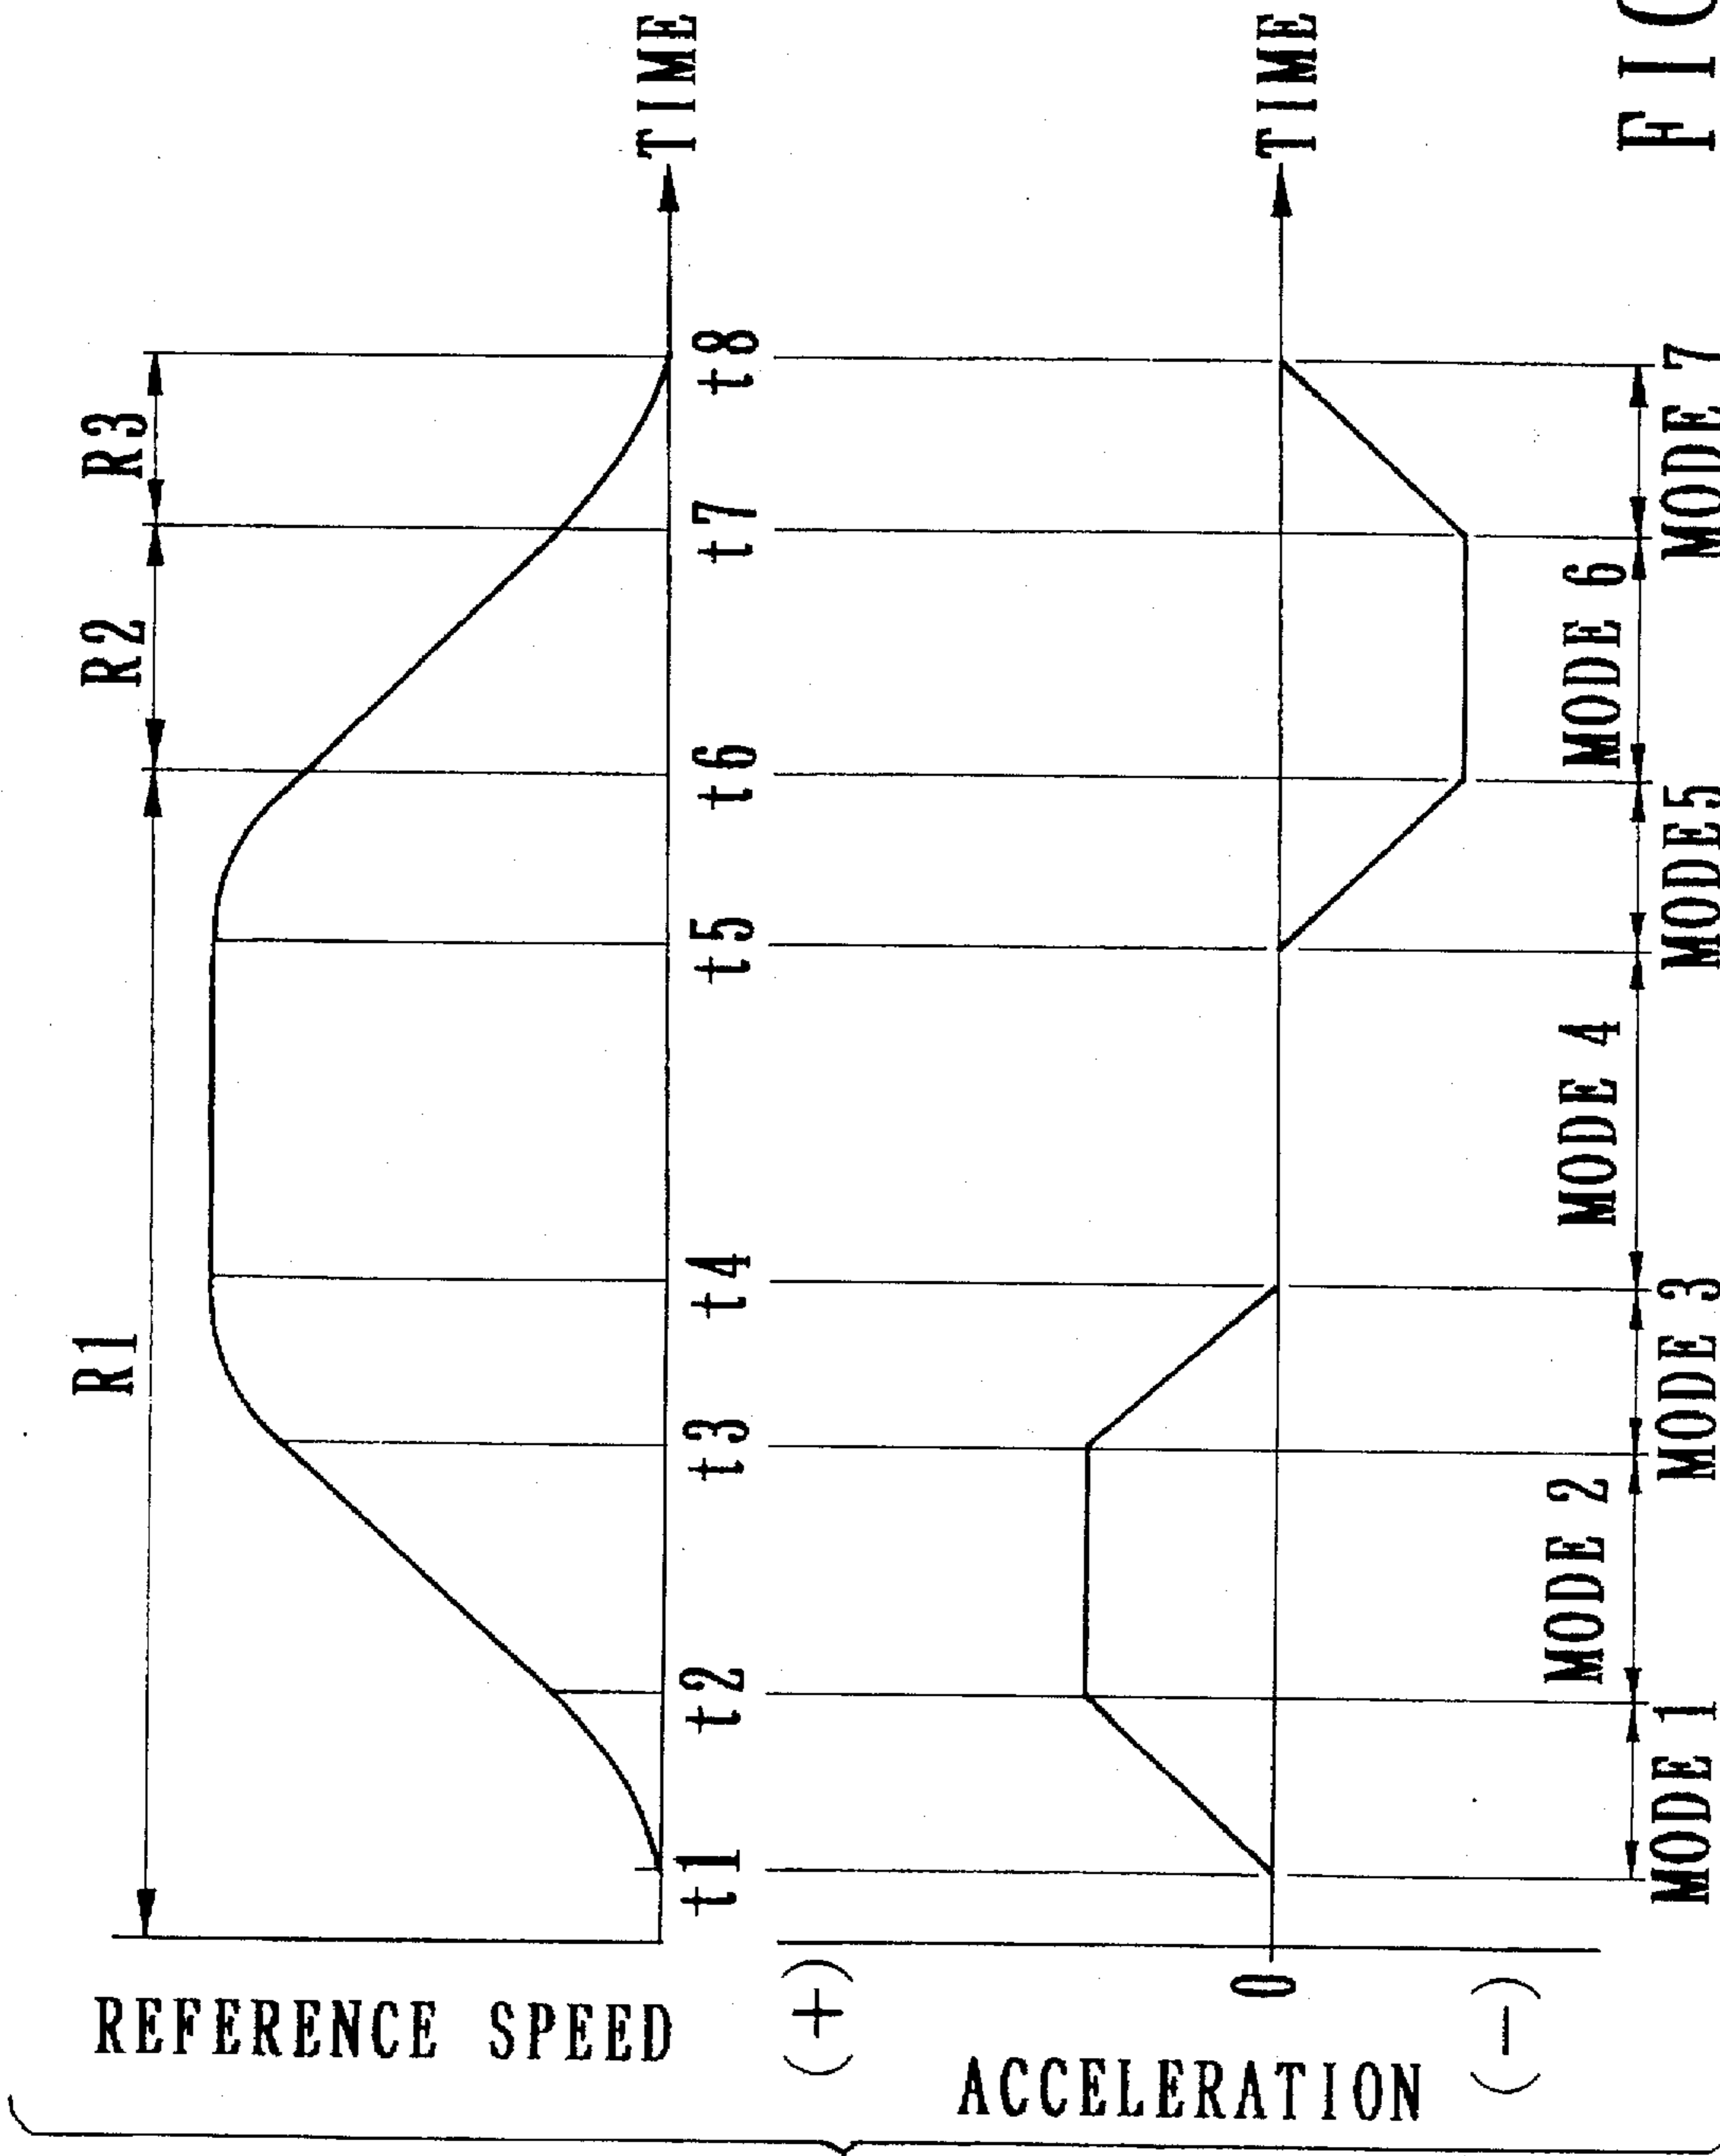 R1 R2 R3
REFERENCE SPEED
TIME
t1 t2 t3 t4 t5 t6 t7 t8
(+)
ACCELERATION
0
TIME
(-)
MODE 2 MODE 4 MODE 6
MODE 1 MODE 3 MODE5 MODE 7